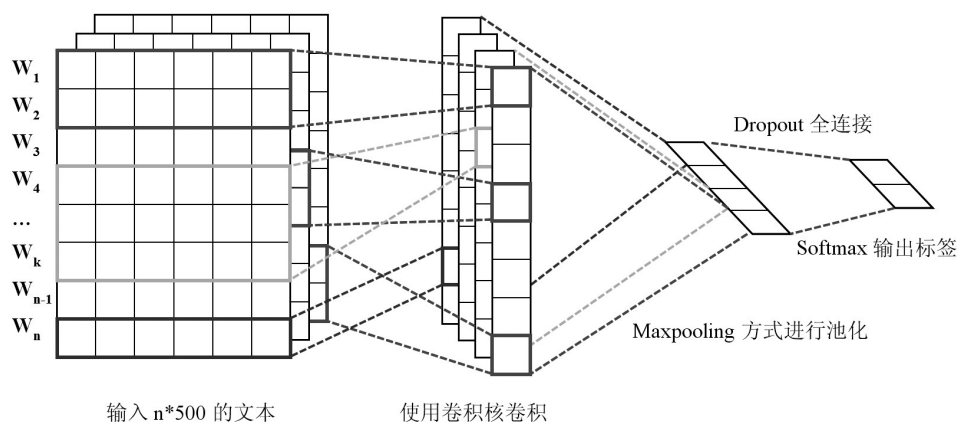 W1
W2
W3
W4
...
Wk
Wn-1
Wn
Dropout 全连接
Softmax 输出标签
Maxpooling 方式进行池化
输入 n*500 的文本
使用卷积核卷积